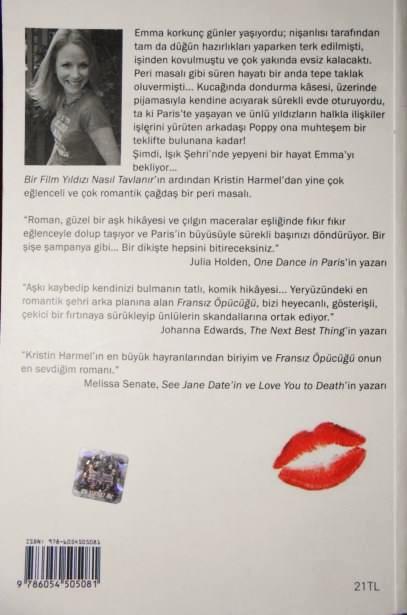 Emma korkunç günler yaşıyordu; nişanlısı tarafından
tam da düğün hazırlıkları yaparken terk edilmişti,
işinden kovulmuştu ve çok yakında evsiz kalacaktı.
Peri masalı gibi süren hayatı bir anda tepe taklak
oluvermişti... Kucağında dondurma kâsesi, üzerinde
pijamasıyla kendine acıyarak sürekli evde oturuyordu,
ta ki Paris'te yaşayan ve ünlü yıldızların halkla ilişkiler
işlerini yürüten arkadaşı Poppy ona muhteşem bir
teklifte bulunana kadar!
Şimdi, Işık Şehri'nde yepyeni bir hayat Emma'yı
bekliyor...
Bir Film Yıldızı Nasıl Tavlanır'ın ardından Kristin Harmel'dan yine çok
eğlenceli ve çok romantik çağdaş bir peri masalı.
“Roman, güzel bir aşk hikâyesi ve çılgın maceralar eşliğinde fıkır fıkır
eğlenceyle dolup taşıyor ve Paris'in büyüsüyle sürekli başınızı döndürüyor. Bir
şişe şampanya gibi... Bir dikişte hepsini bitireceksiniz.”
Julia Holden, One Dance in Paris'in yazarı
“Aşkı kaybedip kendinizi bulmanın tatlı, komik hikâyesi... Yeryüzündeki en
romantik şehri arka planına alan Fransız Öpücüğü, bizi heyecanlı, gösterişli,
çekici bir fırtınaya sürükleyip ünlülerin skandallarına ortak ediyor.”
Johanna Edwards, The Next Best Thing'in yazarı
“Kristin Harmel'ın en büyük hayranlarından biriyim ve Fransız Öpücüğü onun
en sevdiğim romanı.”
Melissa Senate, See Jane Date'in ve Love You to Death'in yazarı
ISBN: 978-6054505081
9 786054 505081
21TL